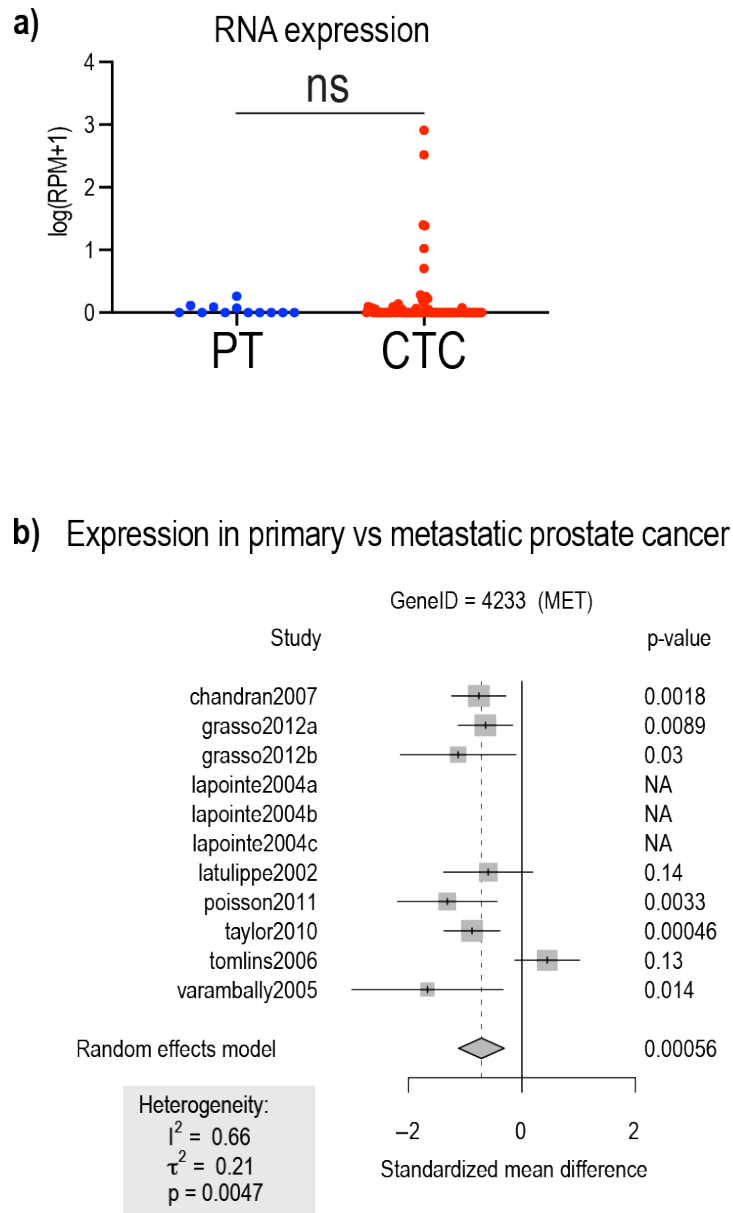 a)
RNA expression
ns
log(RPM+1)
4
3
2
1
0
PT CTC
b) Expression in primary vs metastatic prostate cancer
GeneID = 4233 (MET)
Study p-value
chandran2007 0.0018
grasso2012a 0.0089
grasso2012b 0.03
lapointe2004a NA
lapointe2004b NA
lapointe2004c NA
latulippe2002 0.14
poisson2011 0.0033
taylor2010 0.00046
tomlins2006 0.13
varambally2005 0.014
Random effects model 0.00056
Heterogeneity:
I² = 0.66
τ² = 0.21
p = 0.0047
–2 0 2
Standardized mean difference